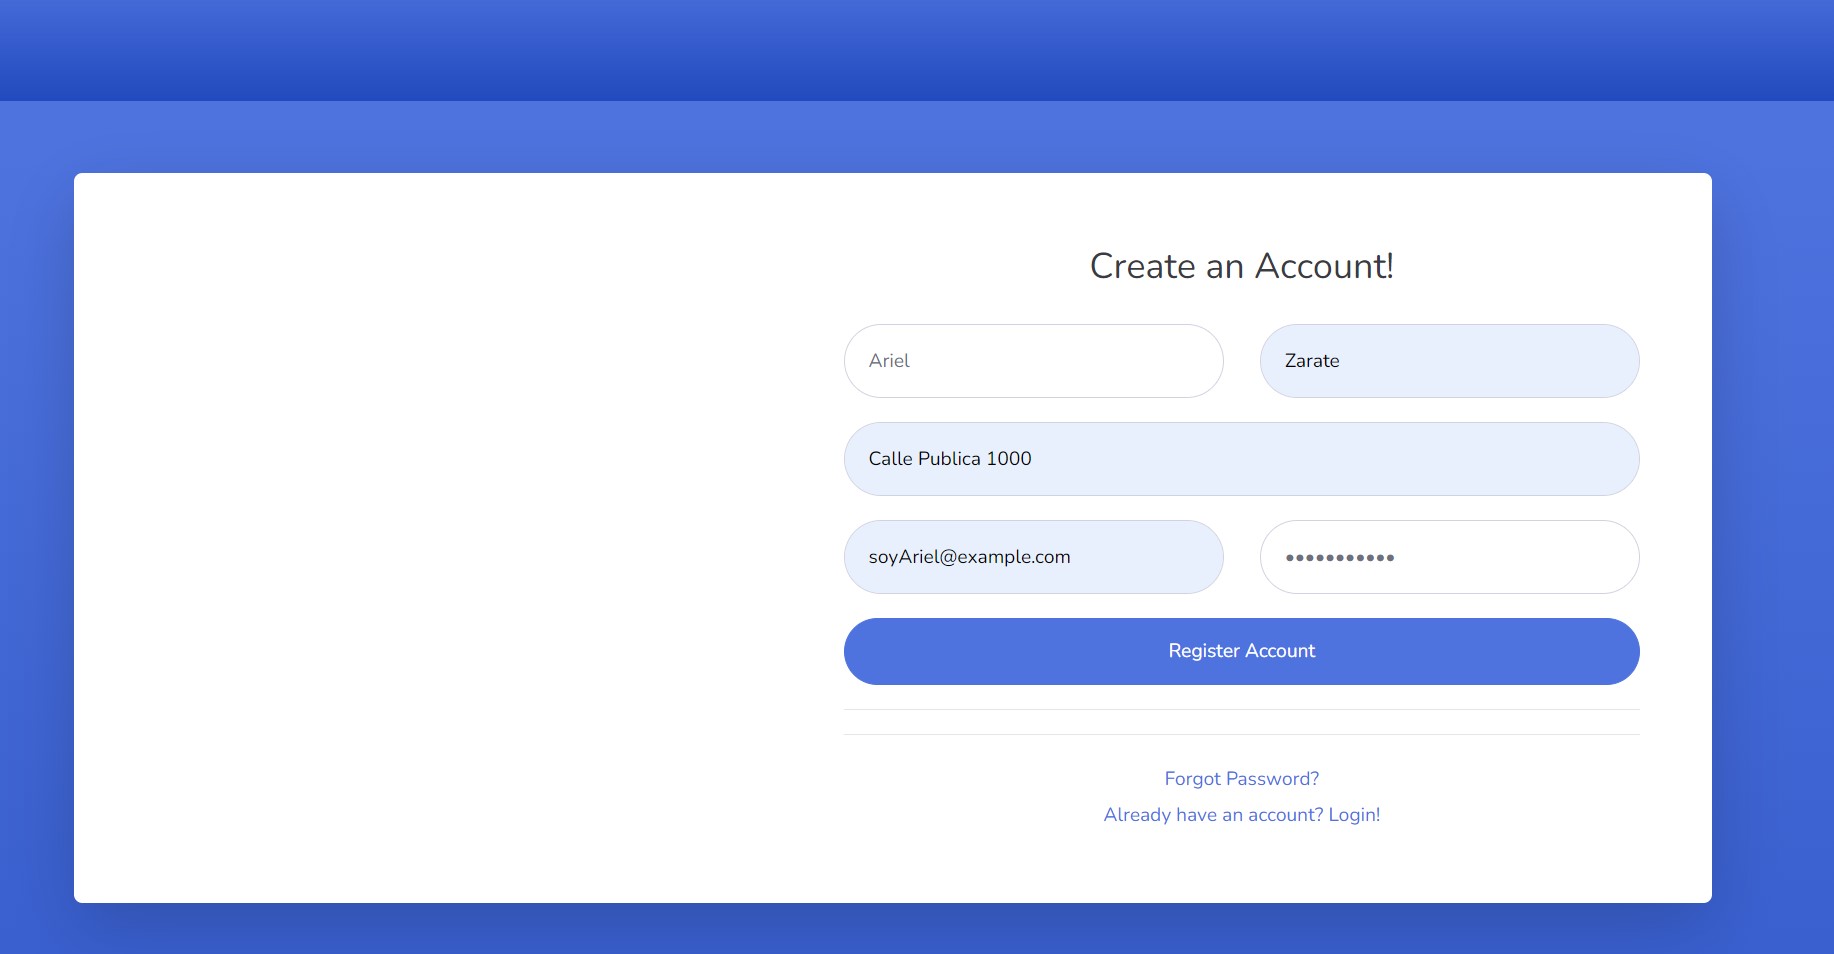 Create an Account!
Ariel
Zarate
Calle Publica 1000
soyAriel@example.com
•••••••••••
Register Account
Forgot Password?
Already have an account? Login!